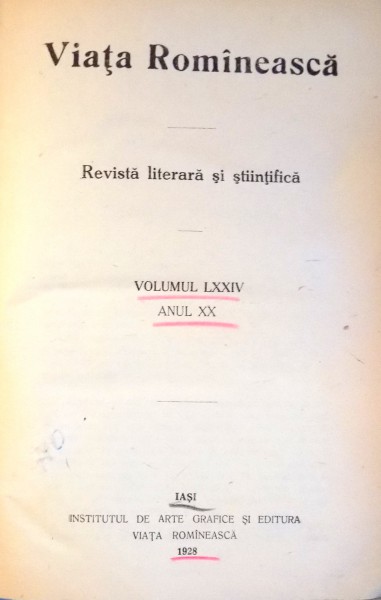 Viaţa Romînească
Revistă literară şi ştiinţifică
VOLUMUL LXXIV
ANUL XX
IAŞI
INSTITUTUL DE ARTE GRAFICE ŞI EDITURA
VIAŢA ROMÎNEASCĂ
1928